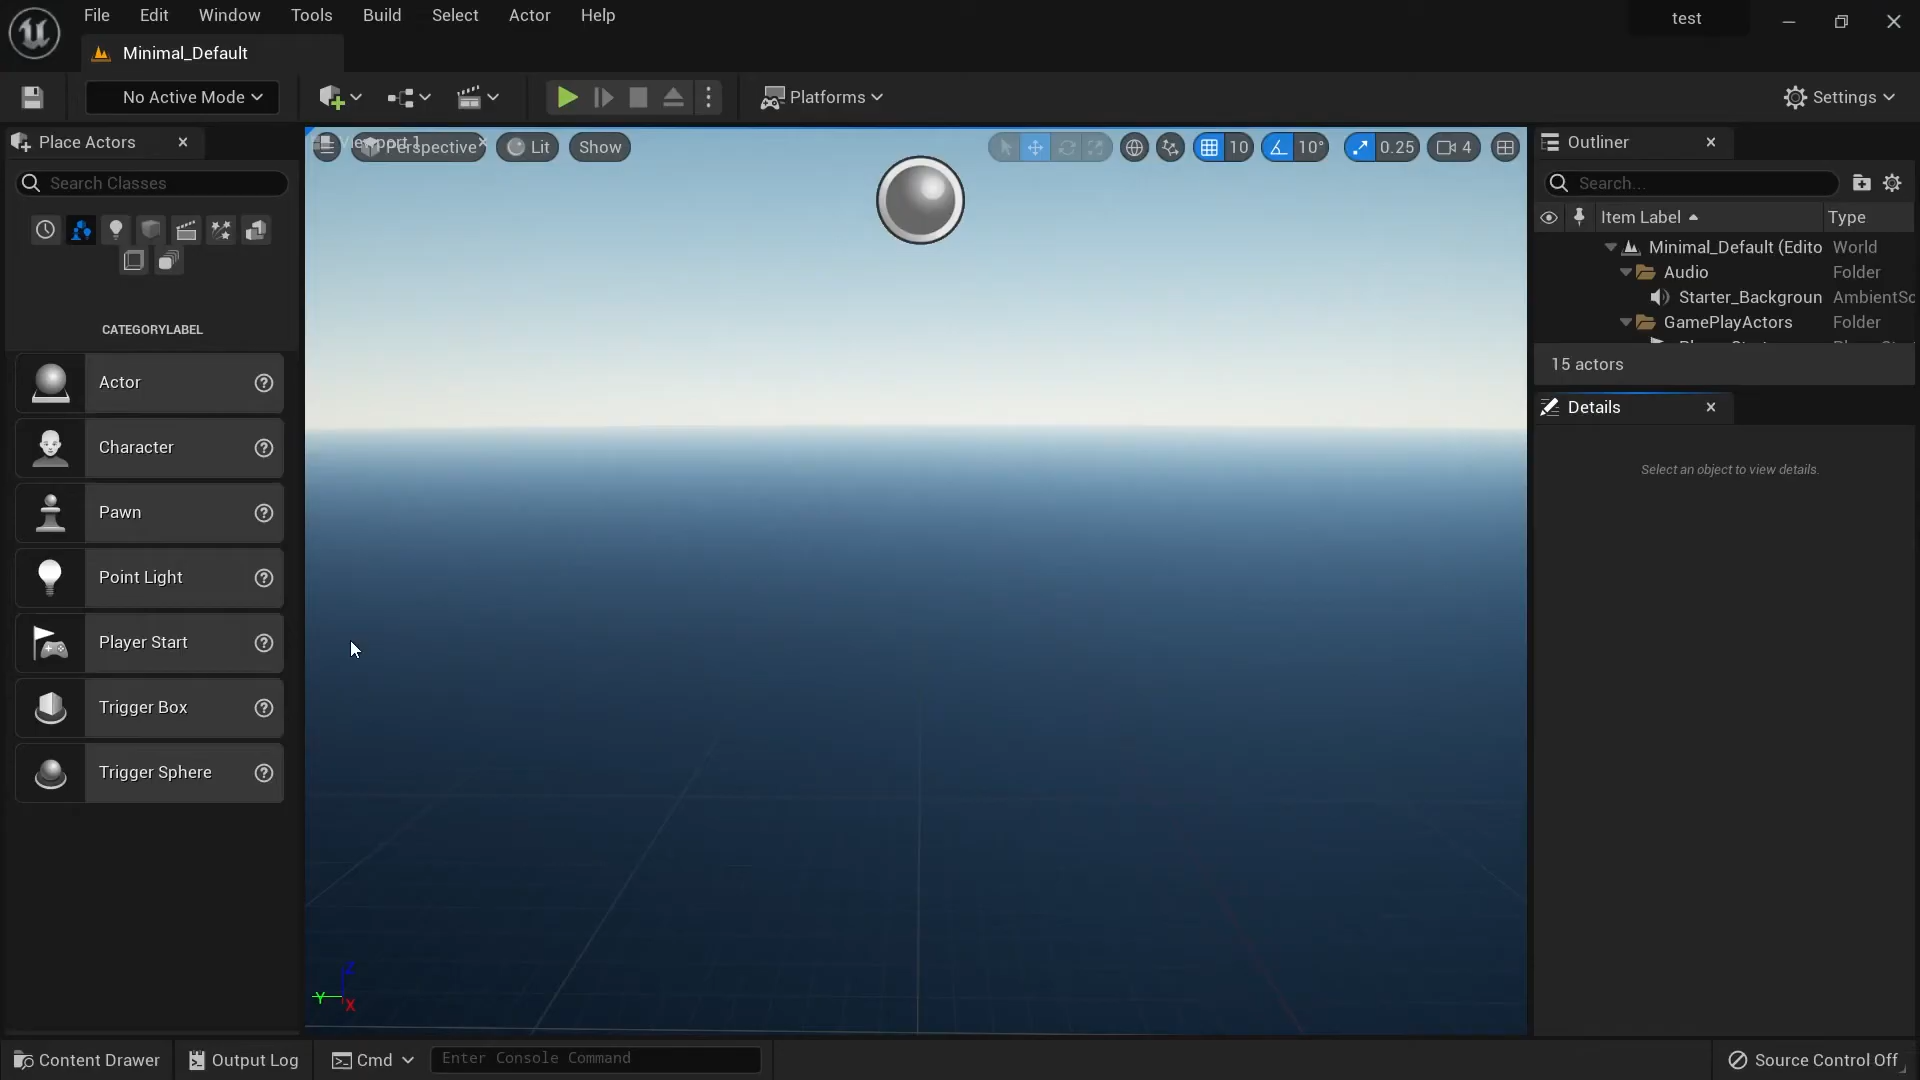 File Edit Window Tools Build Select Actor Help
test
Minimal_Default
No Active Mode
Platforms
Settings
Place Actors
Search Classes
CATEGORYLABEL
Actor
Character
Pawn
Point Light
Player Start
Trigger Box
Trigger Sphere
Viewport 1
Perspective Lit Show
10 10° 0.25 4
Z
Y
X
Outliner
Search...
Item Label Type
Minimal_Default (Edito World
Audio Folder
Starter_Backgroun AmbientSo
GamePlayActors Folder
15 actors
Details
Select an object to view details.
Content Drawer Output Log Cmd Enter Console Command
Source Control Off